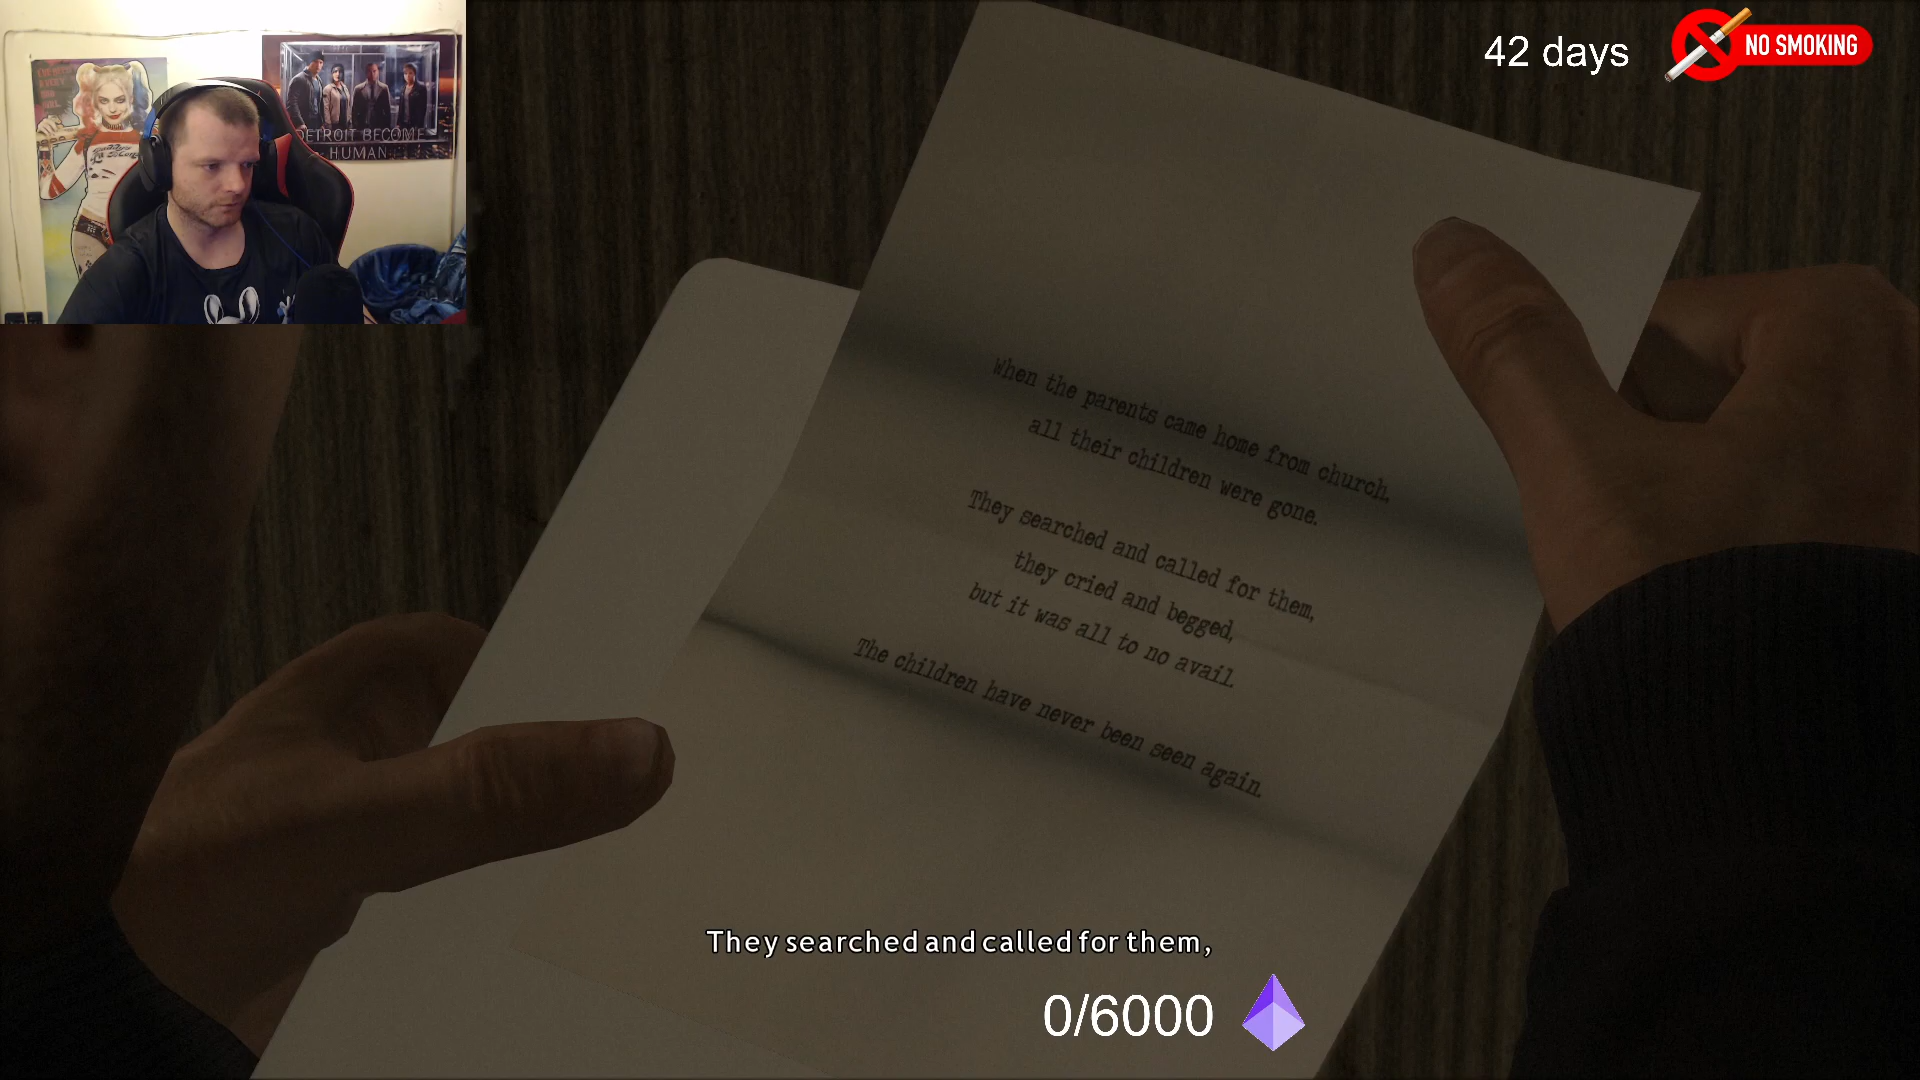 42 days
NO SMOKING
DETROIT BECOME
HUMAN
When the parents came home from church,
all their children were gone.
They searched and called for them,
they cried and begged,
but it was all to no avail.
The children have never been seen again.
They searched and called for them,
0/6000